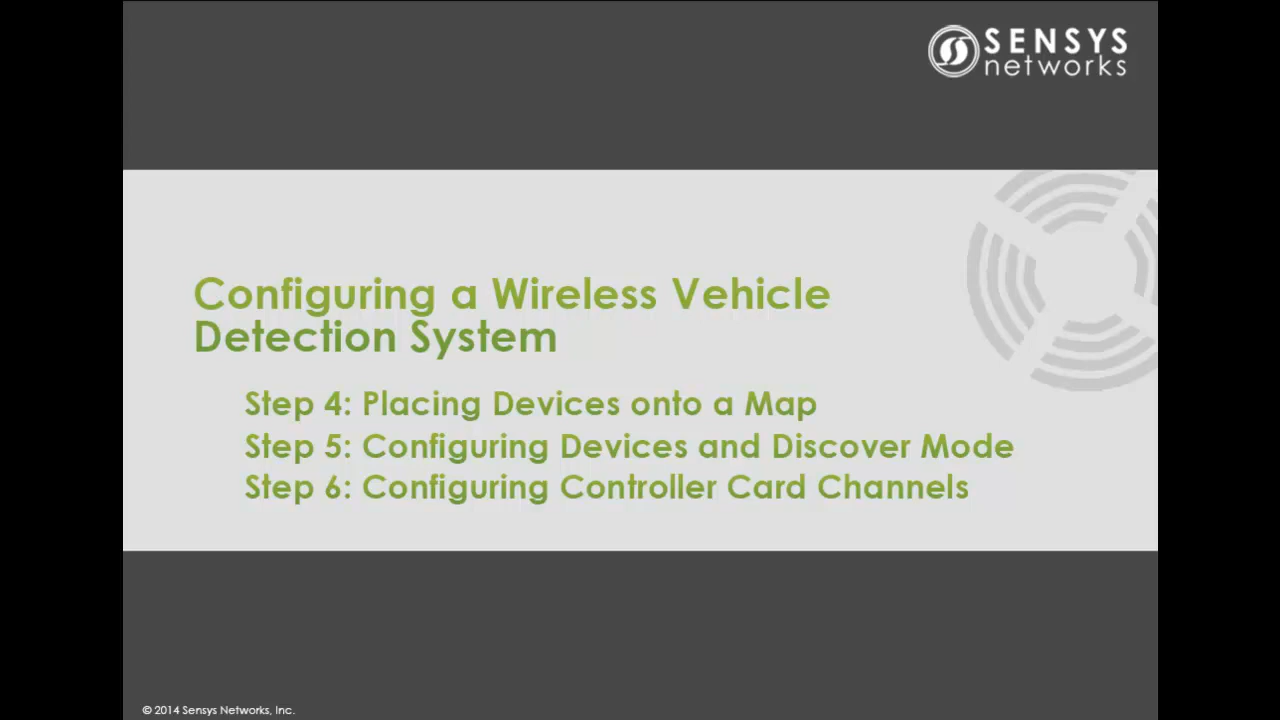 SENSYS
networks
Configuring a Wireless Vehicle
Detection System
Step 4: Placing Devices onto a Map
Step 5: Configuring Devices and Discover Mode
Step 6: Configuring Controller Card Channels
© 2014 Sensys Networks, Inc.